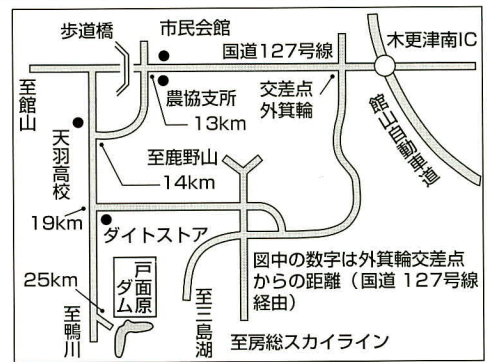 歩道橋
市民会館
国道127号線
木更津南IC
至館山
農協支所
13km
交差点
外箕輪
館山自動車道
天羽高校
至鹿野山
14km
19km
ダイトストア
図中の数字は外箕輪交差点
からの距離（国道 127号線
経由）
25km
戸面原
ダム
至鴨川
至三島湖
至房総スカイライン